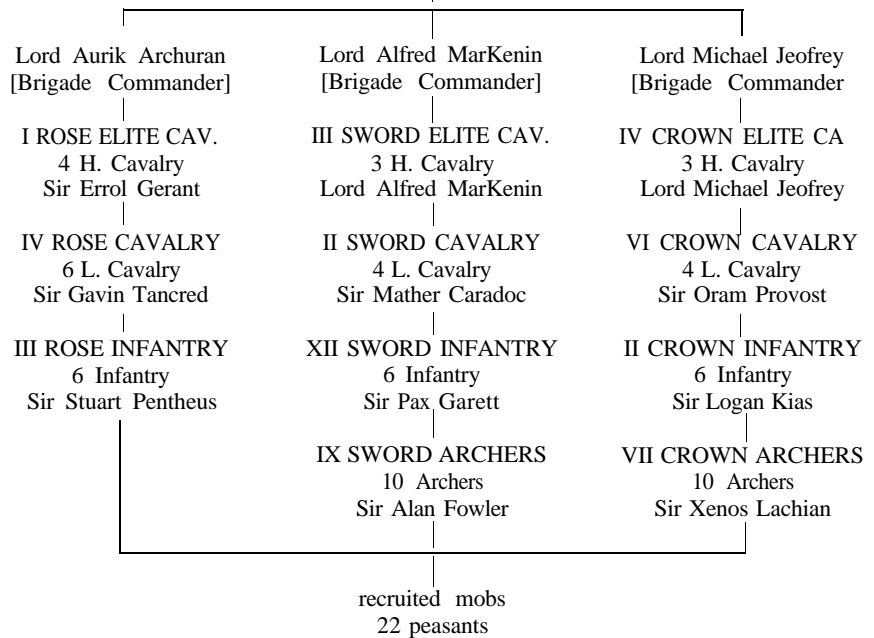 Lord Aurik Archuran
[Brigade Commander]
I ROSE ELITE CAV.
4 H. Cavalry
Sir Errol Gerant
IV ROSE CAVALRY
6 L. Cavalry
Sir Gavin Tancred
III ROSE INFANTRY
6 Infantry
Sir Stuart Pentheus
Lord Alfred MarKenin
[Brigade Commander]
III SWORD ELITE CAV.
3 H. Cavalry
Lord Alfred MarKenin
II SWORD CAVALRY
4 L. Cavalry
Sir Mather Caradoc
XII SWORD INFANTRY
6 Infantry
Sir Pax Garett
IX SWORD ARCHERS
10 Archers
Sir Alan Fowler
Lord Michael Jeofrey
[Brigade Commander
IV CROWN ELITE CA
3 H. Cavalry
Lord Michael Jeofrey
VI CROWN CAVALRY
4 L. Cavalry
Sir Oram Provost
II CROWN INFANTRY
6 Infantry
Sir Logan Kias
VII CROWN ARCHERS
10 Archers
Sir Xenos Lachian
recruited mobs
22 peasants